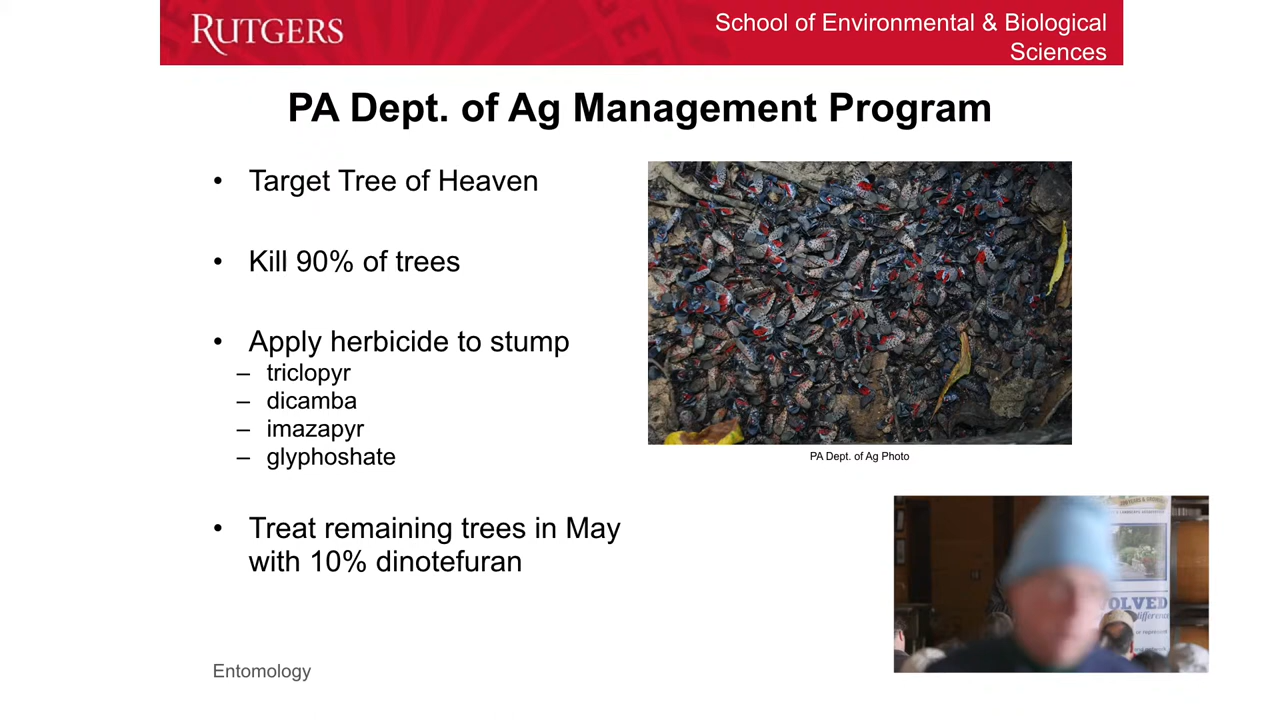 RUTGERS
School of Environmental & Biological
Sciences
PA Dept. of Ag Management Program
• Target Tree of Heaven
• Kill 90% of trees
• Apply herbicide to stump
– triclopyr
– dicamba
– imazapyr
– glyphoshate
• Treat remaining trees in May
with 10% dinotefuran
PA Dept. of Ag Photo
OLVED
Entomology